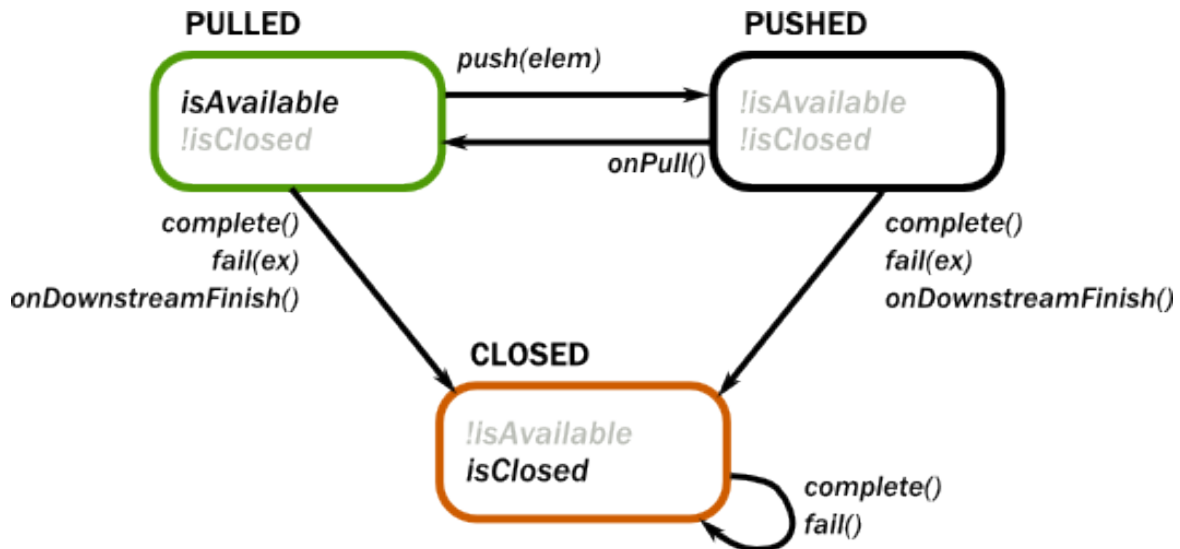 PULLED
PUSHED
push(elem)
isAvailable
!isClosed
!isAvailable
!isClosed
onPull()
complete()
fail(ex)
onDownstreamFinish()
complete()
fail(ex)
onDownstreamFinish()
CLOSED
!isAvailable
isClosed
complete()
fail()